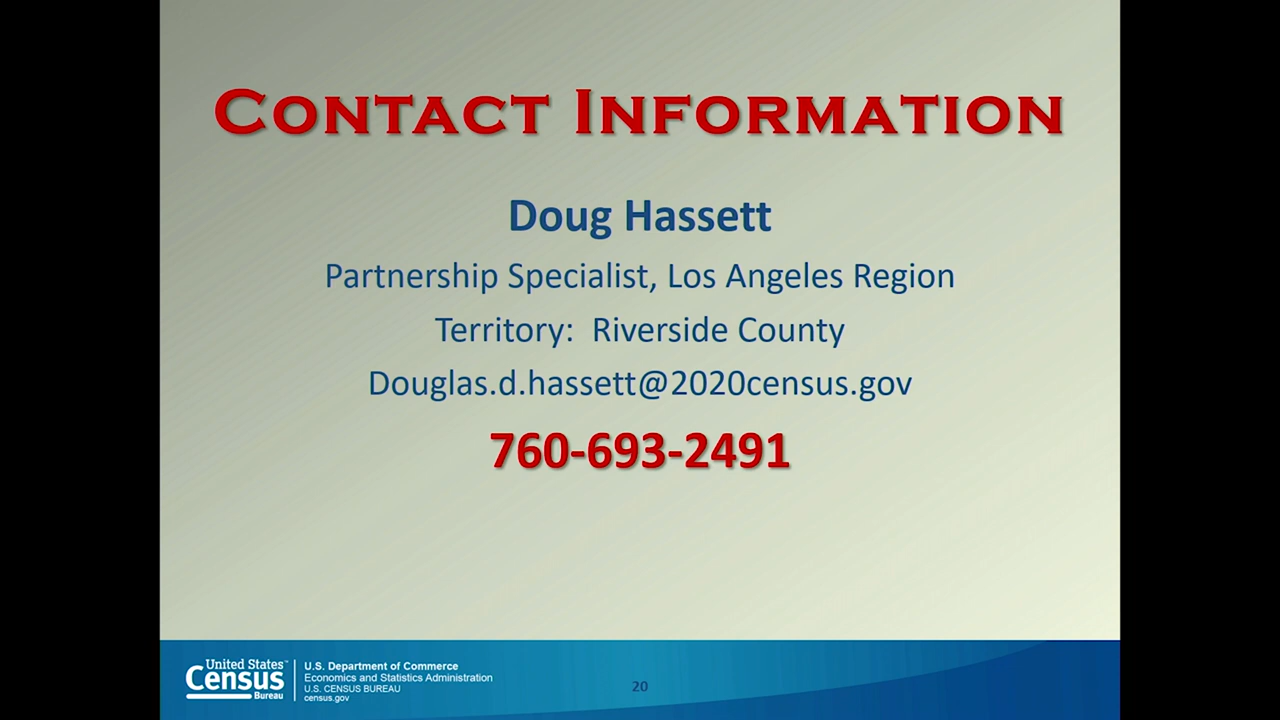 Contact Information
Doug Hassett
Partnership Specialist, Los Angeles Region
Territory:  Riverside County
Douglas.d.hassett@2020census.gov
760-693-2491
United States™
Census
Bureau
U.S. Department of Commerce
Economics and Statistics Administration
U.S. CENSUS BUREAU
census.gov
20